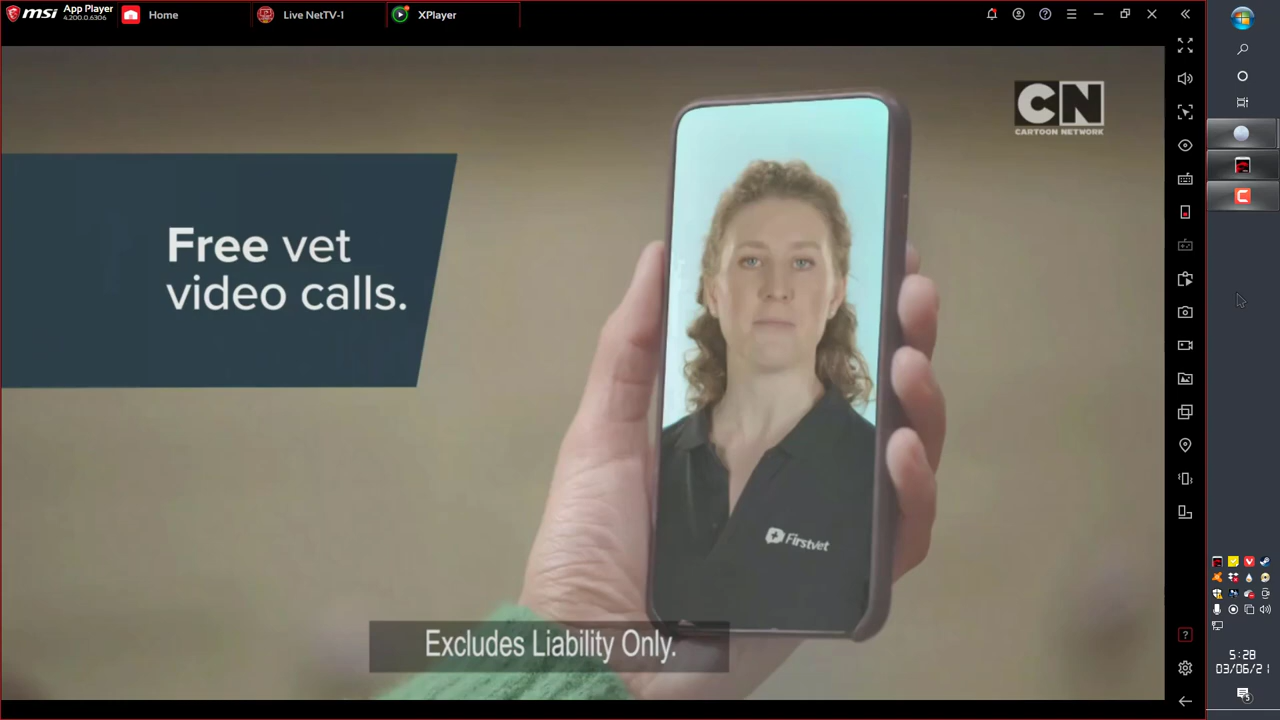 msi App Player
4.200.0.6306
Home
Live NetTV-1
XPlayer
CN
CARTOON NETWORK
Free vet
video calls.
Firstvet
Excludes Liability Only.
5:28
03/06/21